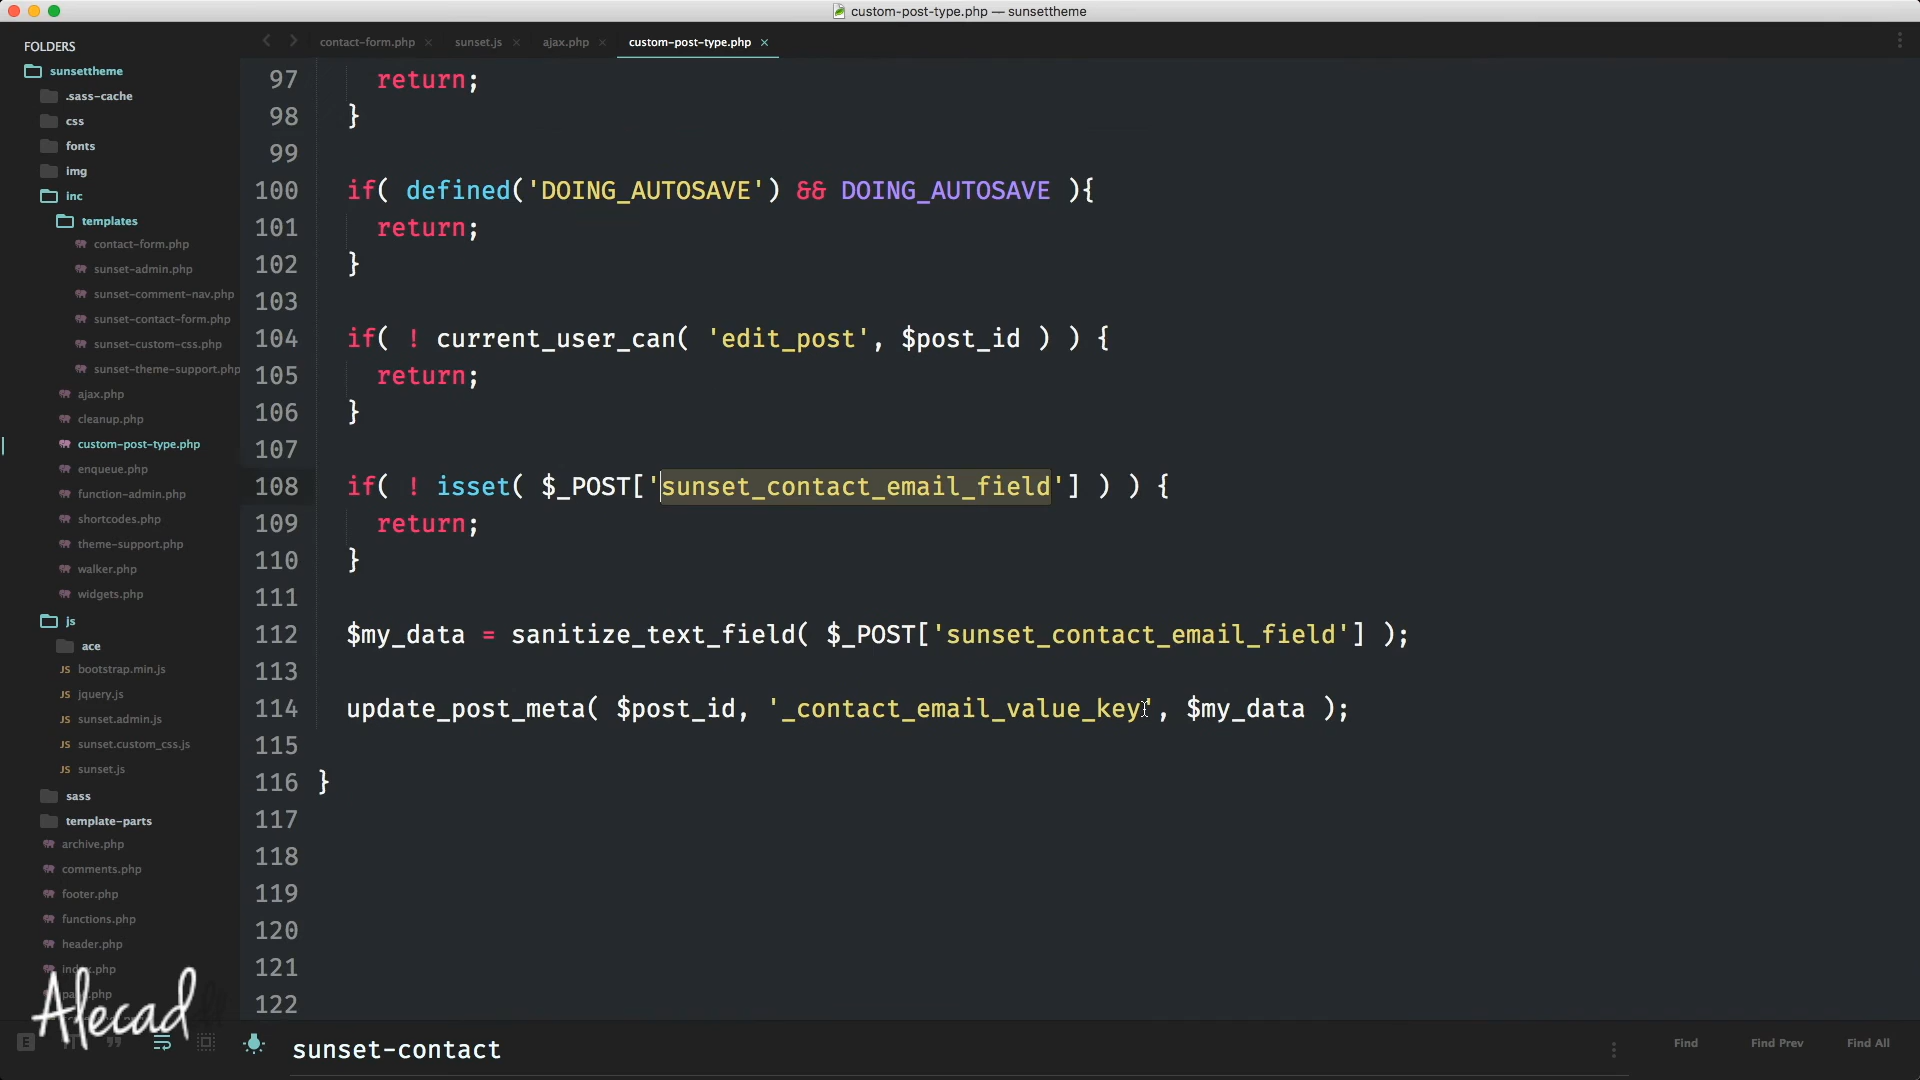 custom-post-type.php — sunsettheme
FOLDERS
sunsettheme
.sass-cache
css
fonts
img
inc
templates
contact-form.php
sunset-admin.php
sunset-comment-nav.php
sunset-contact-form.php
sunset-custom-css.php
sunset-theme-support.php
ajax.php
cleanup.php
custom-post-type.php
enqueue.php
function-admin.php
shortcodes.php
theme-support.php
walker.php
widgets.php
js
ace
JS bootstrap.min.js
JS jquery.js
JS sunset.admin.js
JS sunset.custom_css.js
JS sunset.js
sass
template-parts
archive.php
comments.php
footer.php
functions.php
header.php
index.php
Alecad
contact-form.php × sunset.js × ajax.php × custom-post-type.php ×
97 return;
98 }
99
100 if( defined('DOING_AUTOSAVE') && DOING_AUTOSAVE ){
101 return;
102 }
103
104 if( ! current_user_can( 'edit_post', $post_id ) ) {
105 return;
106 }
107
108 if( ! isset( $_POST['sunset_contact_email_field'] ) ) {
109 return;
110 }
111
112 $my_data = sanitize_text_field( $_POST['sunset_contact_email_field'] );
113
114 update_post_meta( $post_id, '_contact_email_value_key', $my_data );
115
116 }
117
118
119
120
121
122
sunset-contact
Find Find Prev Find All